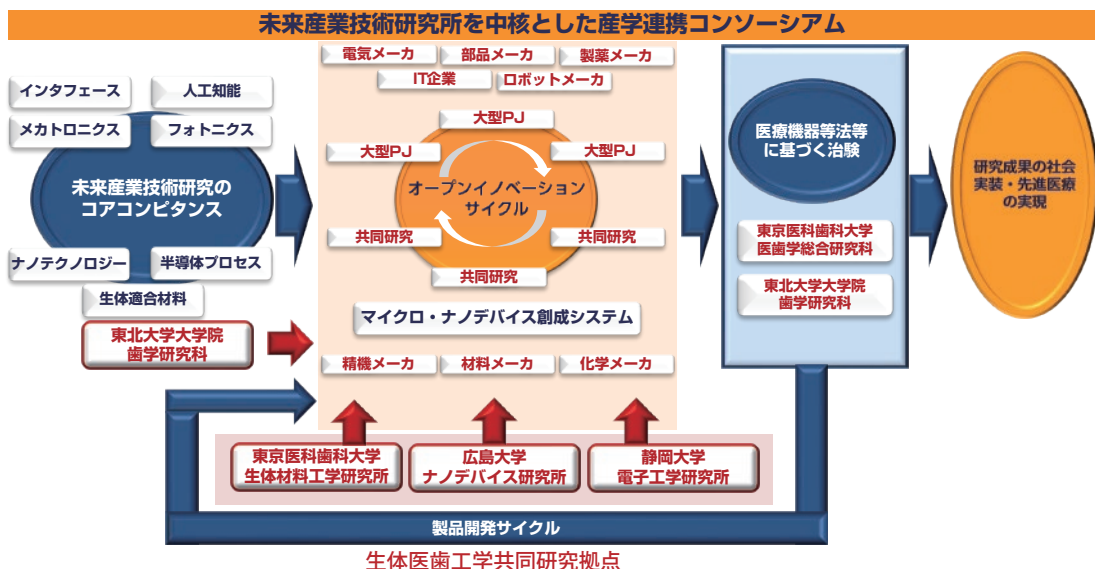 未来産業技術研究所を中核とした産学連携コンソーシアム
インタフェース
人工知能
メカトロニクス
フォトニクス
未来産業技術研究の
コアコンピタンス
ナノテクノロジー
半導体プロセス
生体適合材料
東北大学大学院
歯学研究科
電気メーカ
部品メーカ
製薬メーカ
IT企業
ロボットメーカ
大型PJ
大型PJ
大型PJ
オープンイノベーション
サイクル
共同研究
共同研究
共同研究
マイクロ・ナノデバイス創成システム
精機メーカ
材料メーカ
化学メーカ
東京医科歯科大学
生体材料工学研究所
広島大学
ナノデバイス研究所
静岡大学
電子工学研究所
医療機器等法等
に基づく治験
東京医科歯科大学
医歯学総合研究科
東北大学大学院
歯学研究科
研究成果の社会
実装・先進医療
の実現
製品開発サイクル
生体医歯工学共同研究拠点